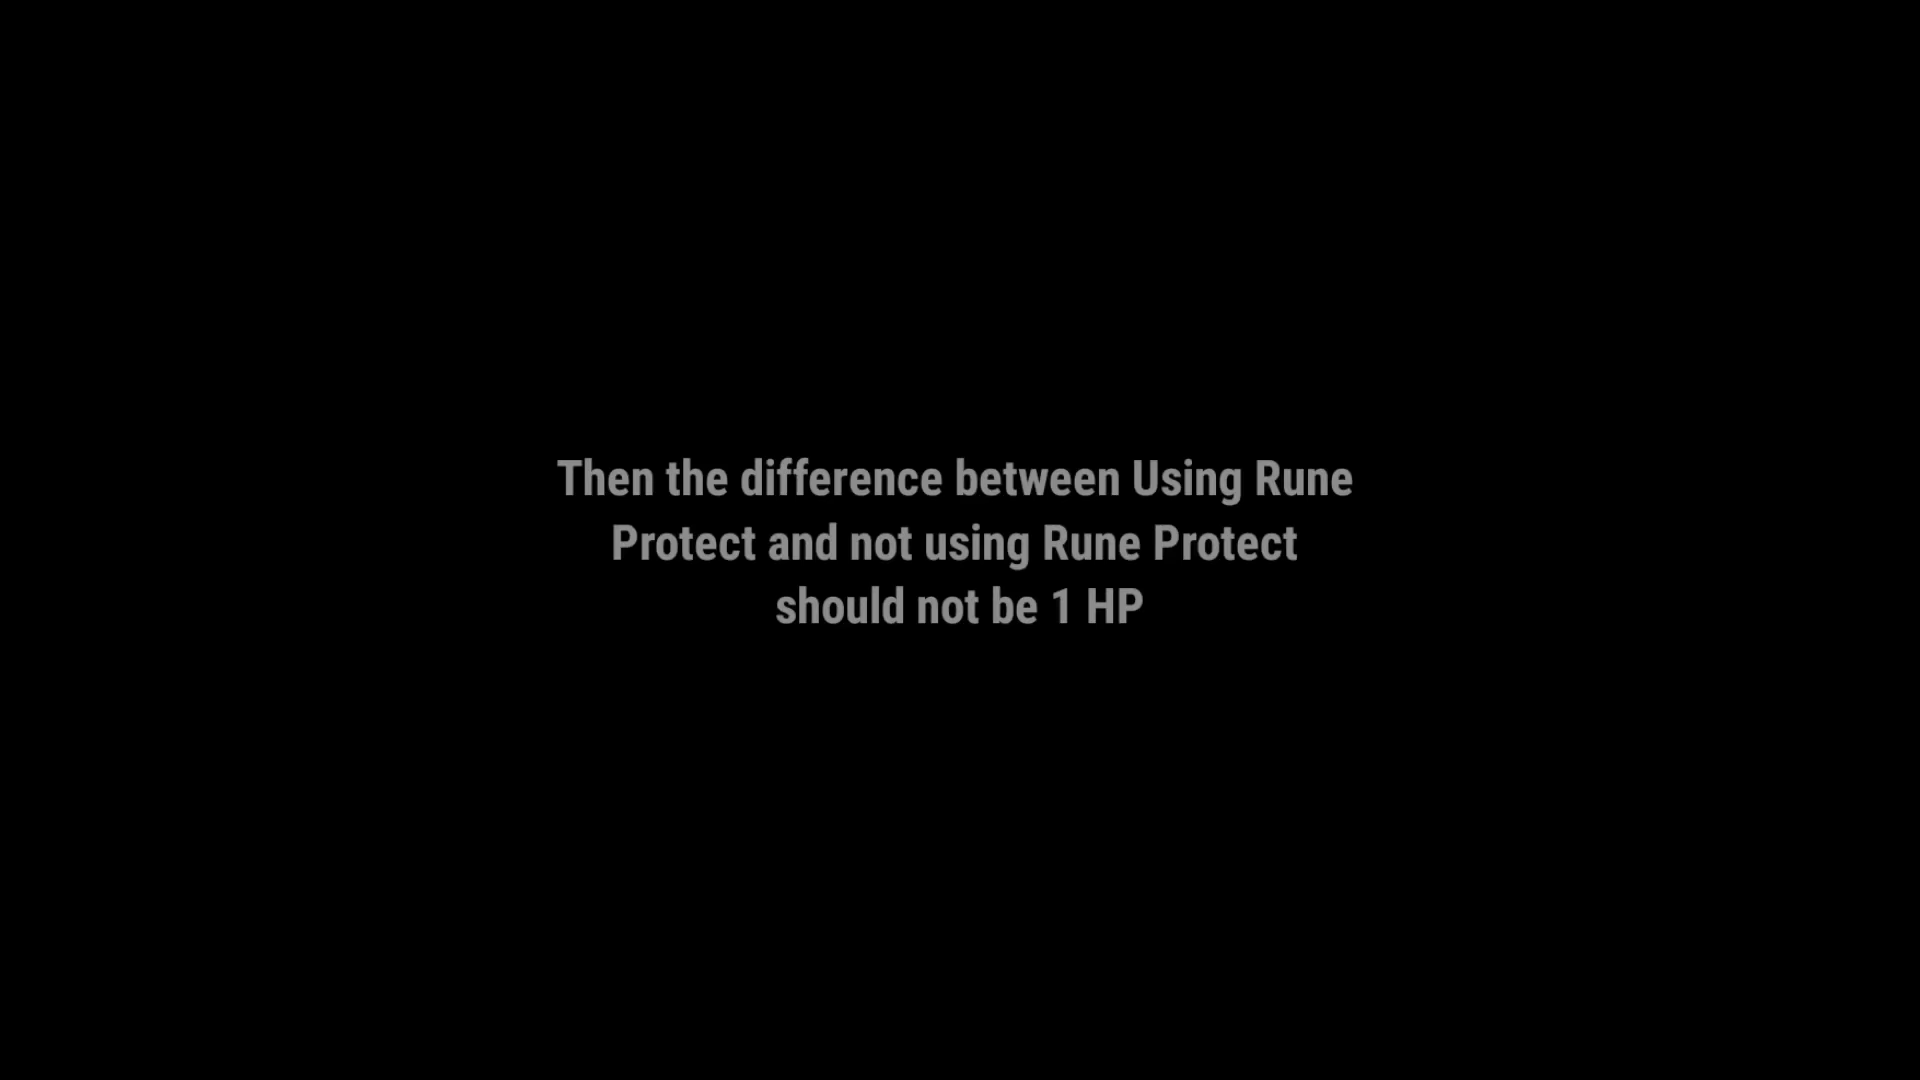 Then the difference between Using Rune
Protect and not using Rune Protect
should not be 1 HP